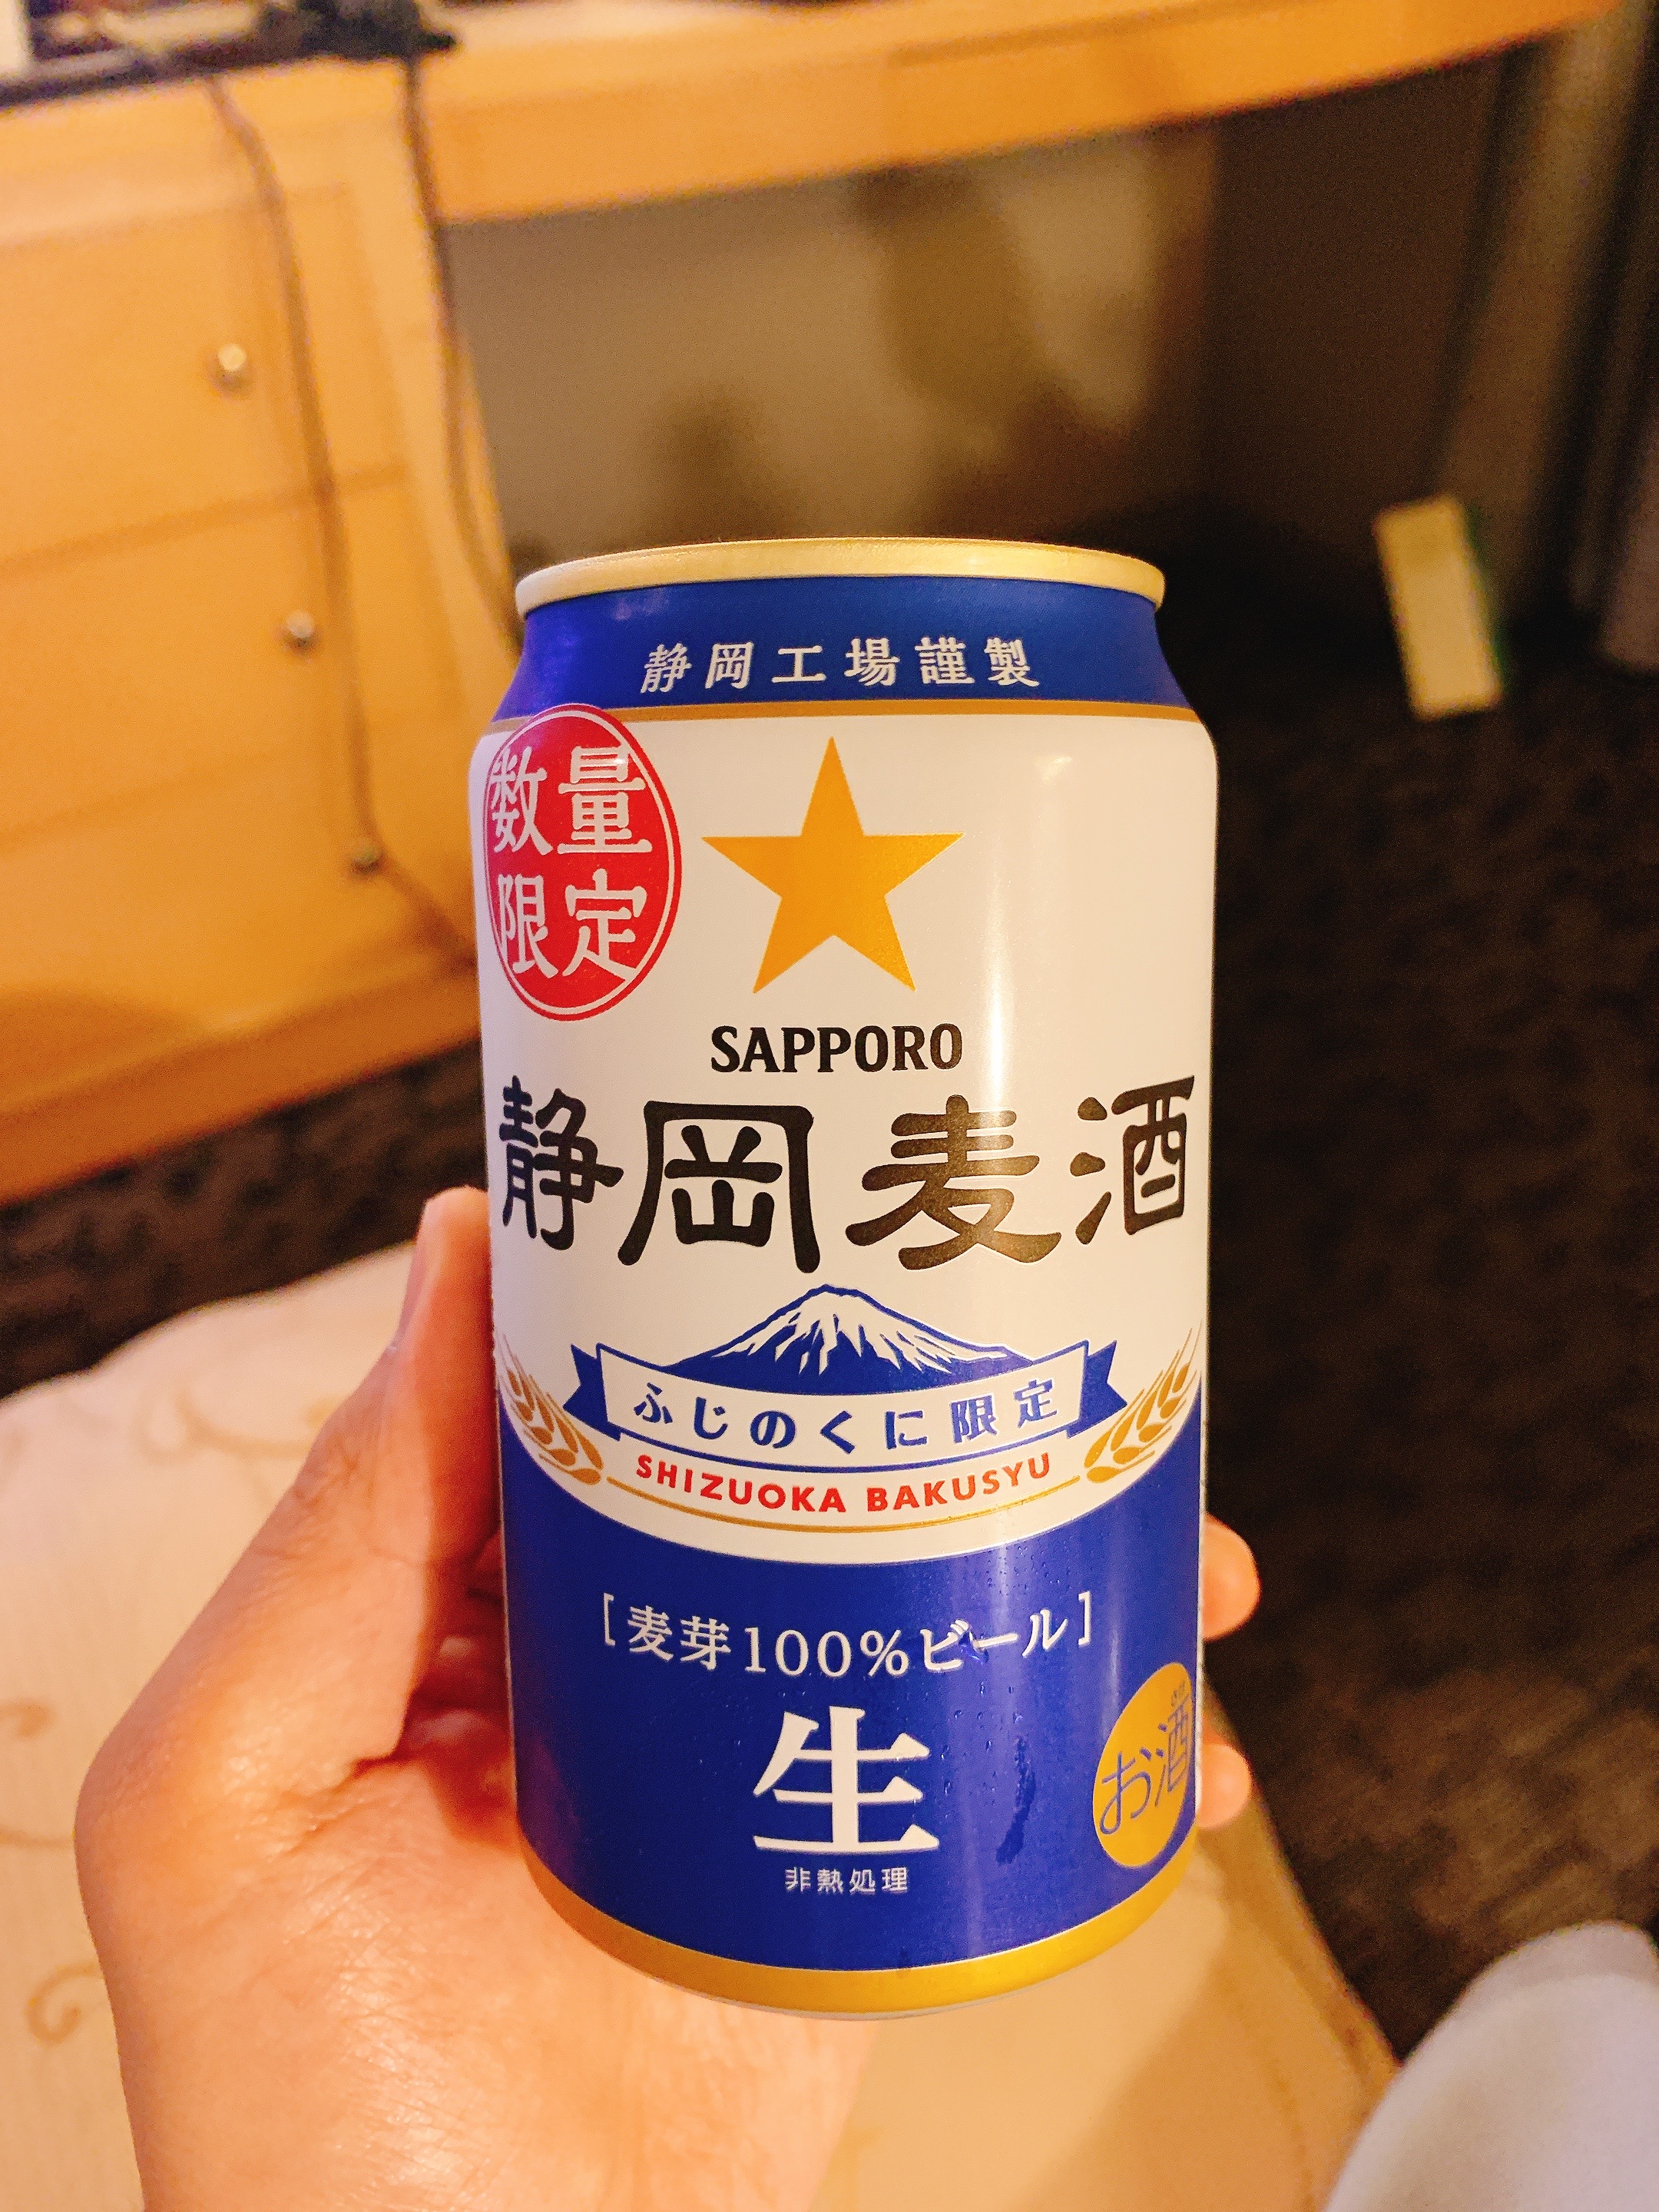 静岡工場謹製
数量
限定
SAPPORO
静岡麦酒
ふじのくに限定
SHIZUOKA BAKUSYU
[麦芽100%ビール]
生
非熱処理
お酒